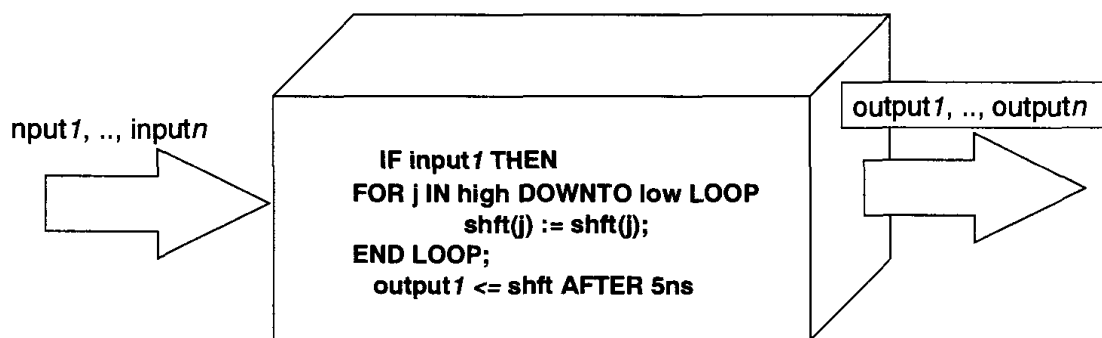 nput1, .., inputn
IF input1 THEN
FOR j IN high DOWNTO low LOOP
shft(j) := shft(j);
END LOOP;
output1 <= shft AFTER 5ns
output1, .., outputn